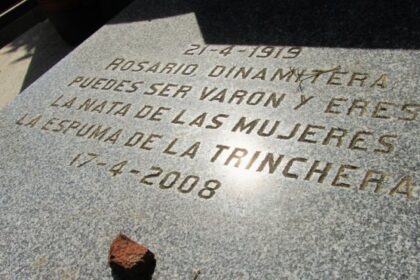 21-4-1919
ROSARIO DINAMITERA
PUEDES SER VARON Y ERES
LA NATA DE LAS MUJERES
LA ESPUMA DE LA TRINCHERA
17-4-2008